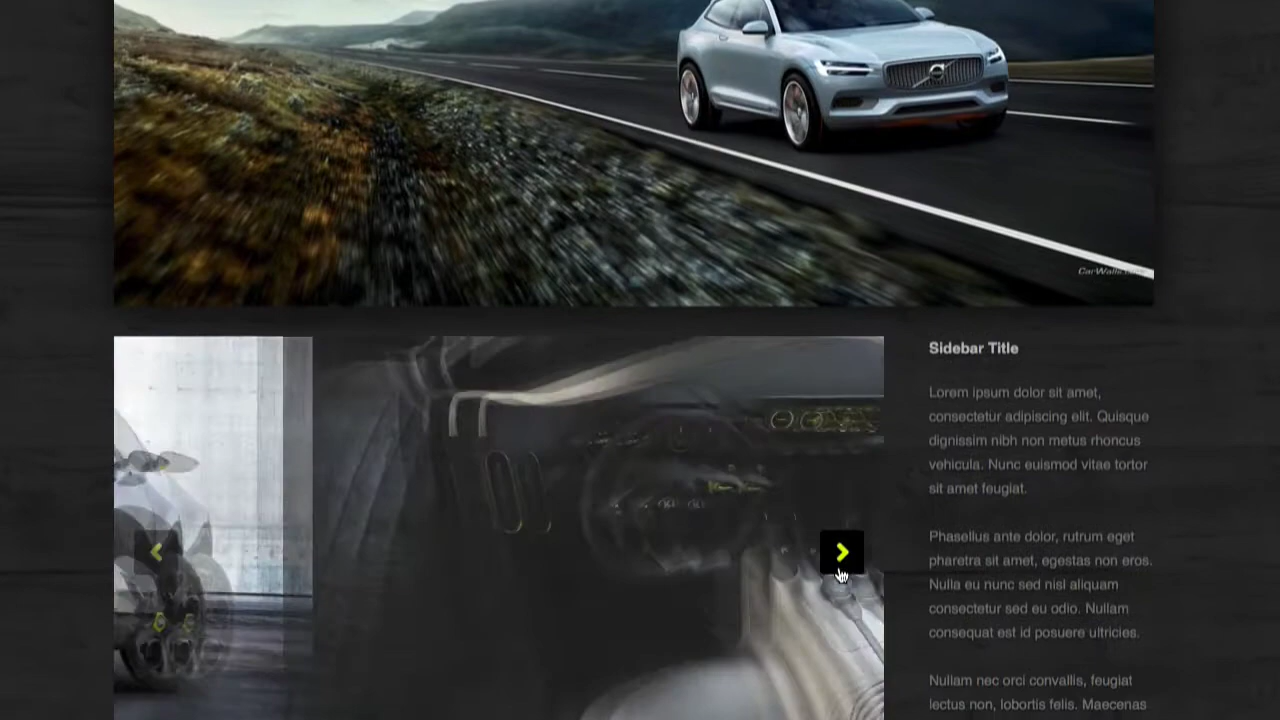 Sidebar Title
Lorem ipsum dolor sit amet,
consectetur adipiscing elit. Quisque
dignissim nibh non metus rhoncus
vehicula. Nunc euismod vitae tortor
sit amet feugiat.
Phasellus ante dolor, rutrum eget
pharetra sit amet, egestas non eros.
Nulla eu nunc sed nisl aliquam
consectetur sed eu odio. Nullam
consequat est id posuere ultricies.
Nullam nec orci convallis, feugiat
lectus non, lobortis felis. Maecenas